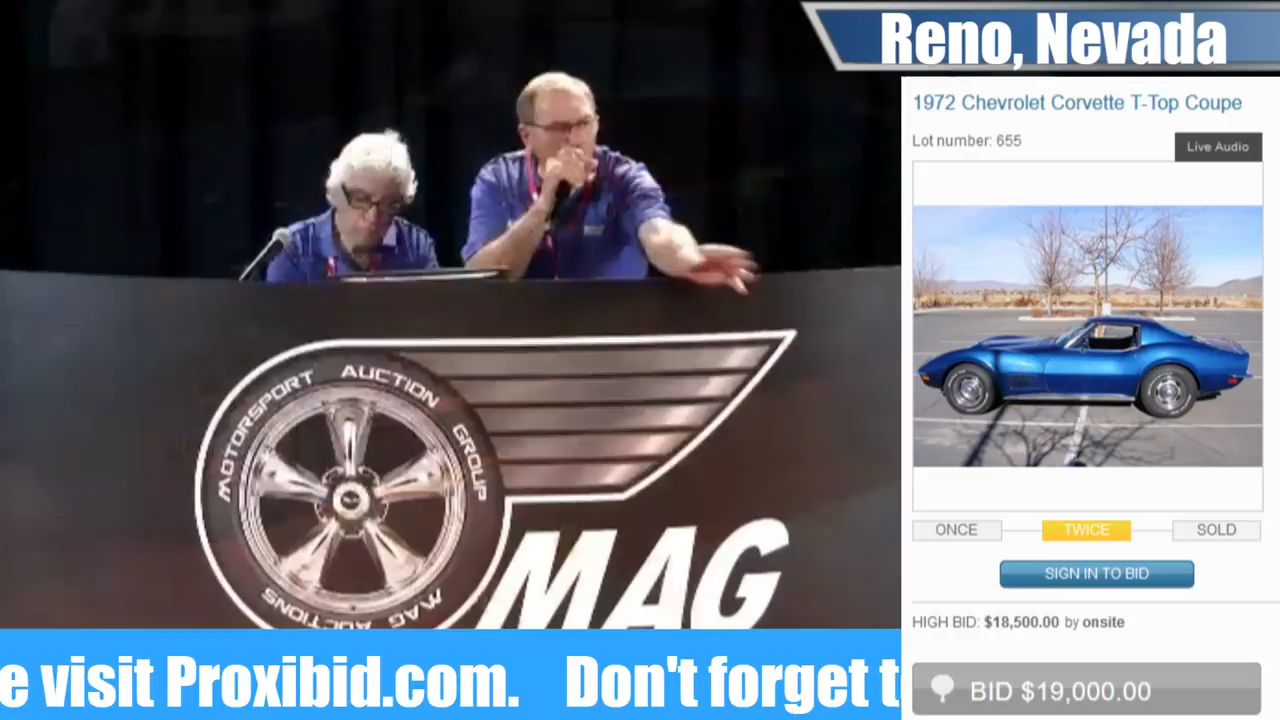 Reno, Nevada
1972 Chevrolet Corvette T-Top Coupe
Lot number: 655
Live Audio
MOTORSPORT AUCTION GROUP
MAG AUCTIONS
MAG
ONCE
TWICE
SOLD
SIGN IN TO BID
HIGH BID: $18,500.00 by onsite
BID $19,000.00
e visit Proxibid.com. Don't forget t